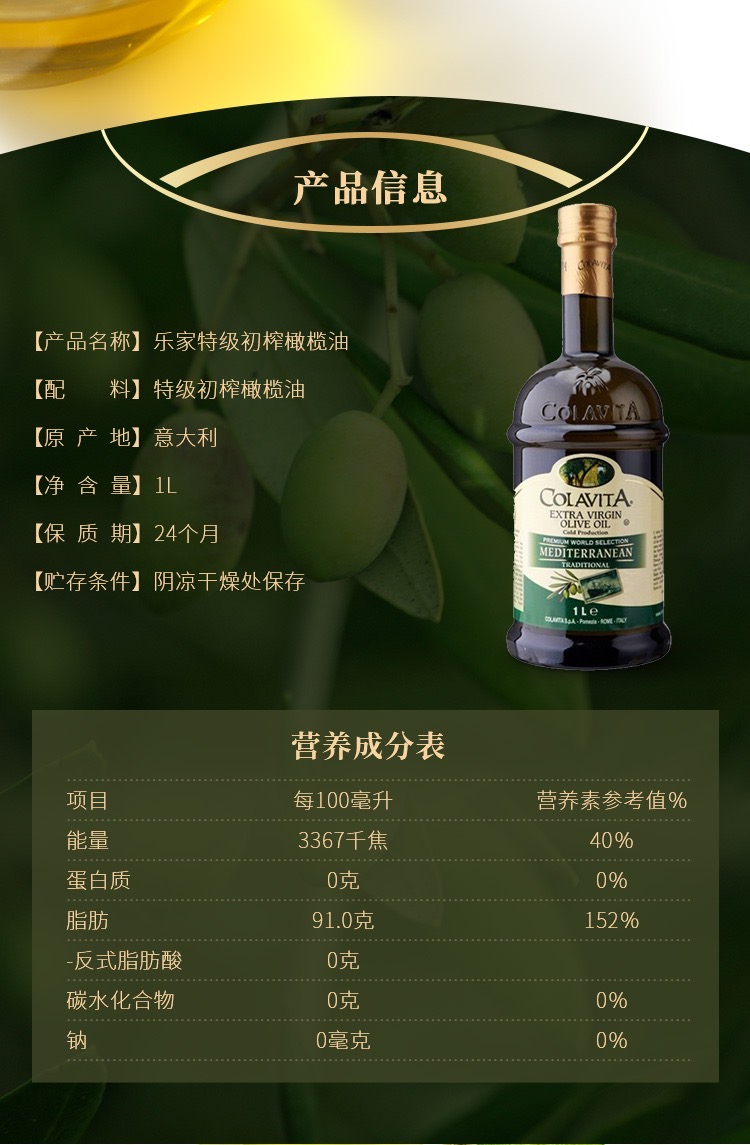 产品信息
【产品名称】乐家特级初榨橄榄油
【配 料】特级初榨橄榄油
【原 产 地】意大利
【净 含 量】1L
【保 质 期】24个月
【贮存条件】阴凉干燥处保存
COLAVITA
COLAVITA
COLAVITA®
EXTRA VIRGIN
OLIVE OIL
Cold Production
PREMIUM WORLD SELECTION
MEDITERRANEAN
TRADITIONAL
1 L e
COLAVITA S.p.A. - Pomezia - ROME - ITALY
营养成分表
项目 每100毫升 营养素参考值%
能量 3367千焦 40%
蛋白质 0克 0%
脂肪 91.0克 152%
-反式脂肪酸 0克
碳水化合物 0克 0%
钠 0毫克 0%